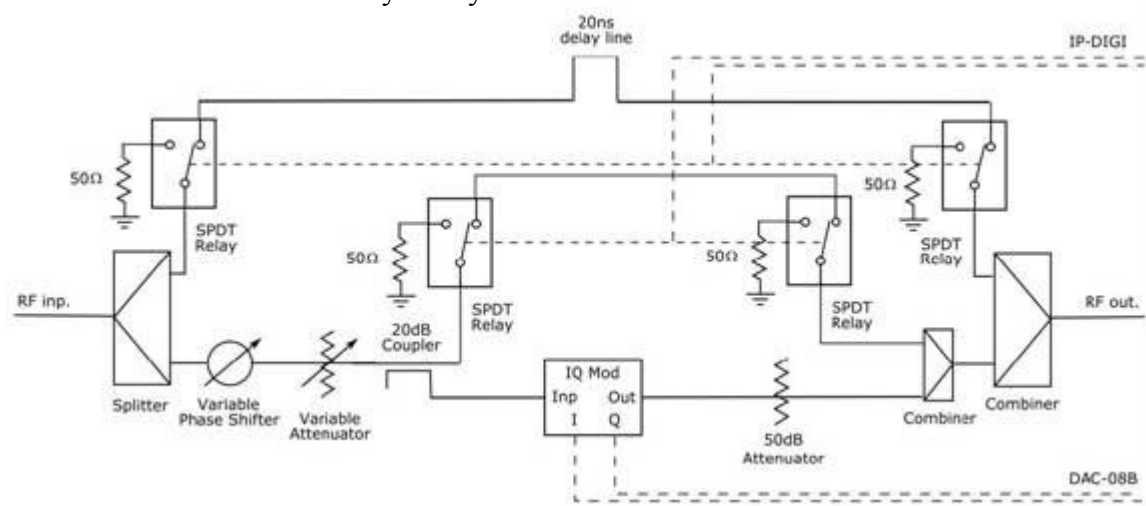 20ns
delay line
IP-DIGI
50Ω
50Ω
SPDT
Relay
50Ω
50Ω
SPDT
Relay
RF inp.
SPDT
Relay
20dB
Coupler
SPDT
Relay
RF out.
IQ Mod
Inp Out
I Q
Splitter
Variable
Phase Shifter
Variable
Attenuator
50dB
Attenuator
Combiner
Combiner
DAC-08B